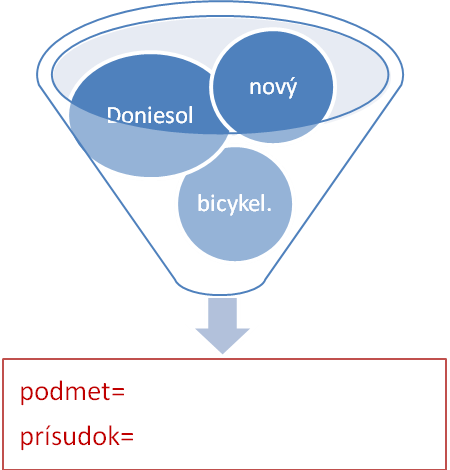 nový
Doniesol
bicykel.
podmet=
prísudok=